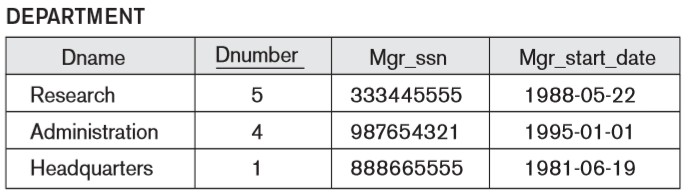 DEPARTMENT
Dname Dnumber Mgr_ssn Mgr_start_date
Research 5 333445555 1988-05-22
Administration 4 987654321 1995-01-01
Headquarters 1 888665555 1981-06-19